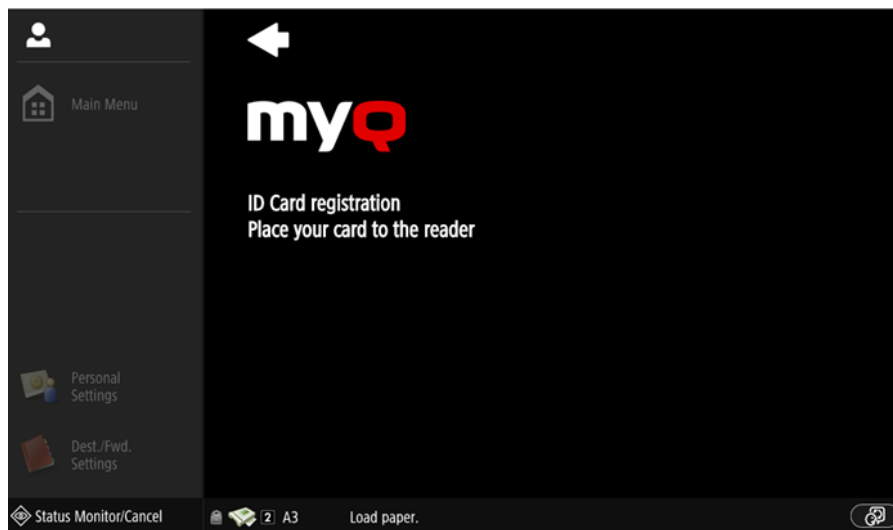 Main Menu
myQ
ID Card registration
Place your card to the reader
Personal
Settings
Dest./Fwd.
Settings
Status Monitor/Cancel
2 A3 Load paper.